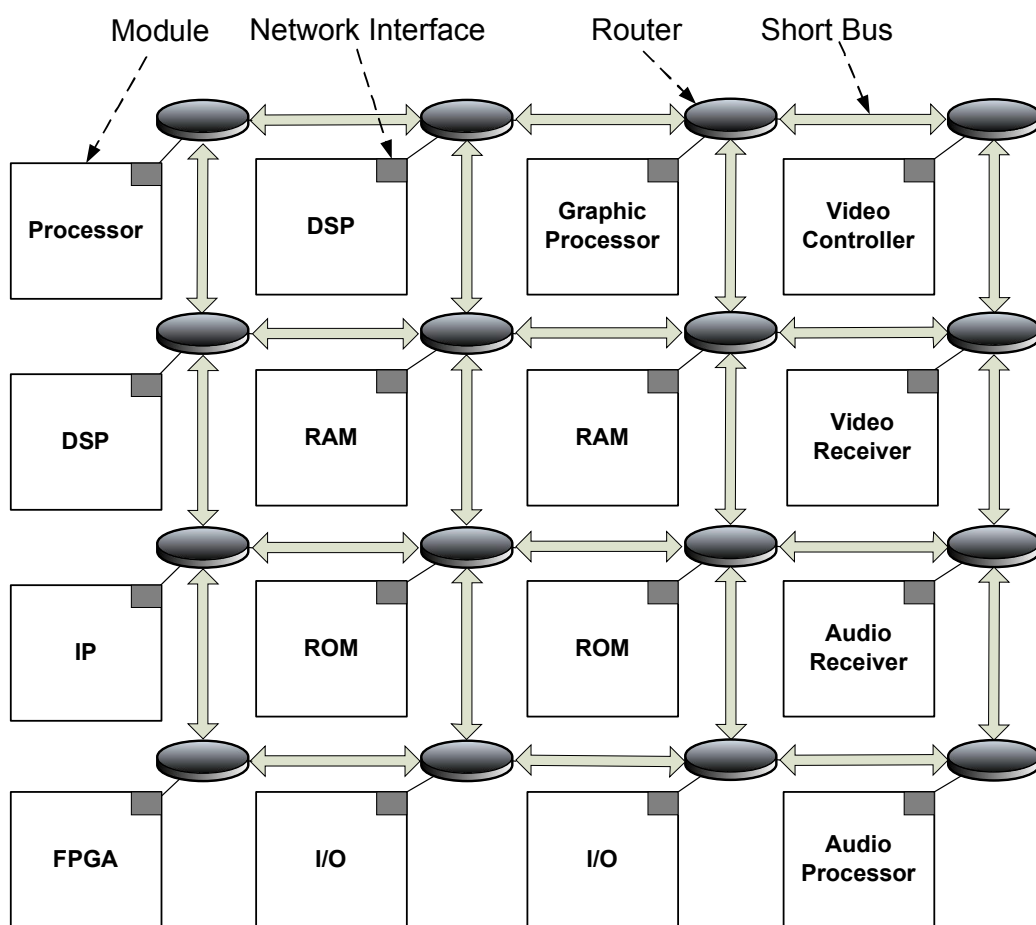 Module
Network Interface
Router
Short Bus
Processor
DSP
Graphic
Processor
Video
Controller
DSP
RAM
RAM
Video
Receiver
IP
ROM
ROM
Audio
Receiver
FPGA
I/O
I/O
Audio
Processor